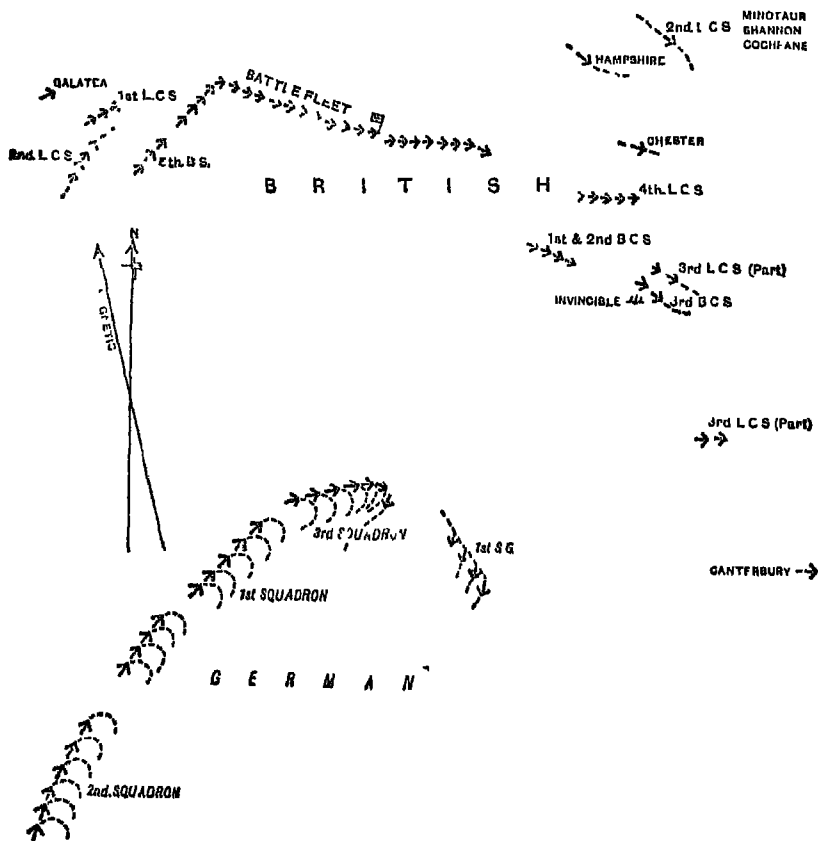 MINOTAUR
2nd. L C S SHANNON
COCHRANE
HAMPSHIRE
GALATEA
1st L.C S
BATTLE FLEET
2nd. L.C S.
5th. B S.
CHESTER
B R I T I S H
4th. L C S
1st & 2nd B C S
3rd L C S (Part)
INVINCIBLE
3rd B C S
N
3rd L C S (Part)
3rd SQUADRON
1st S G.
CANTERBURY
1st SQUADRON
G E R M A N
2nd. SQUADRON